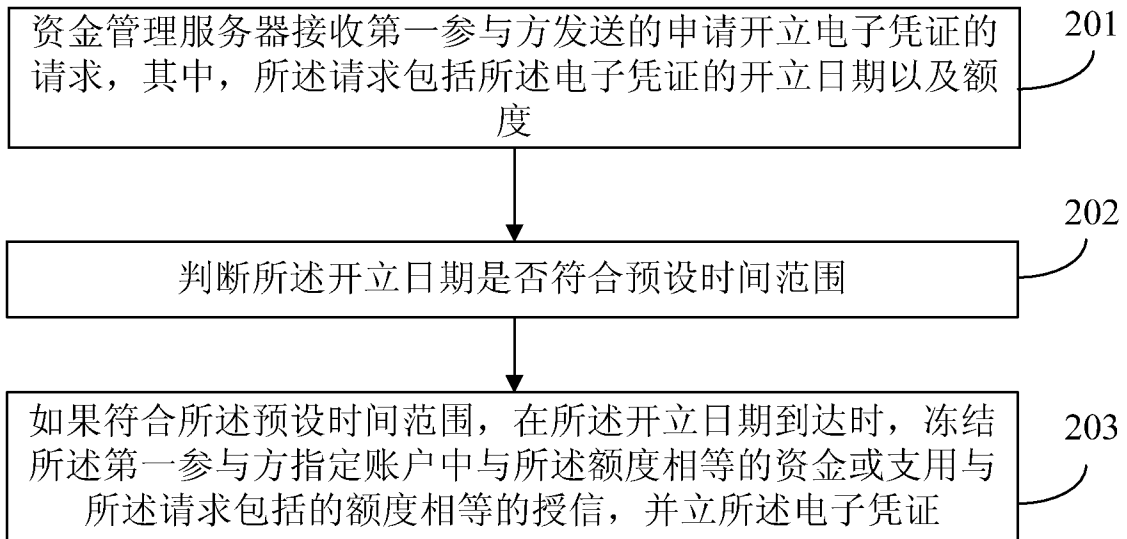 资金管理服务器接收第一参与方发送的申请开立电子凭证的
请求，其中，所述请求包括所述电子凭证的开立日期以及额
度
201
判断所述开立日期是否符合预设时间范围
202
如果符合所述预设时间范围，在所述开立日期到达时，冻结
所述第一参与方指定账户中与所述额度相等的资金或支用与
所述请求包括的额度相等的授信，并立所述电子凭证
203